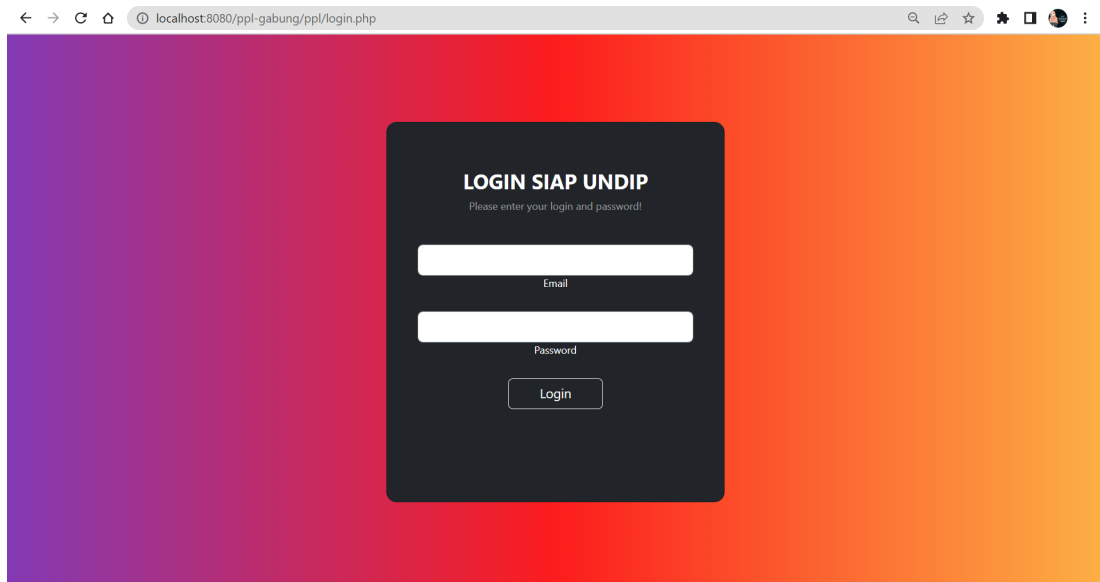 localhost:8080/ppl-gabung/ppl/login.php
LOGIN SIAP UNDIP
Please enter your login and password!
Email
Password
Login